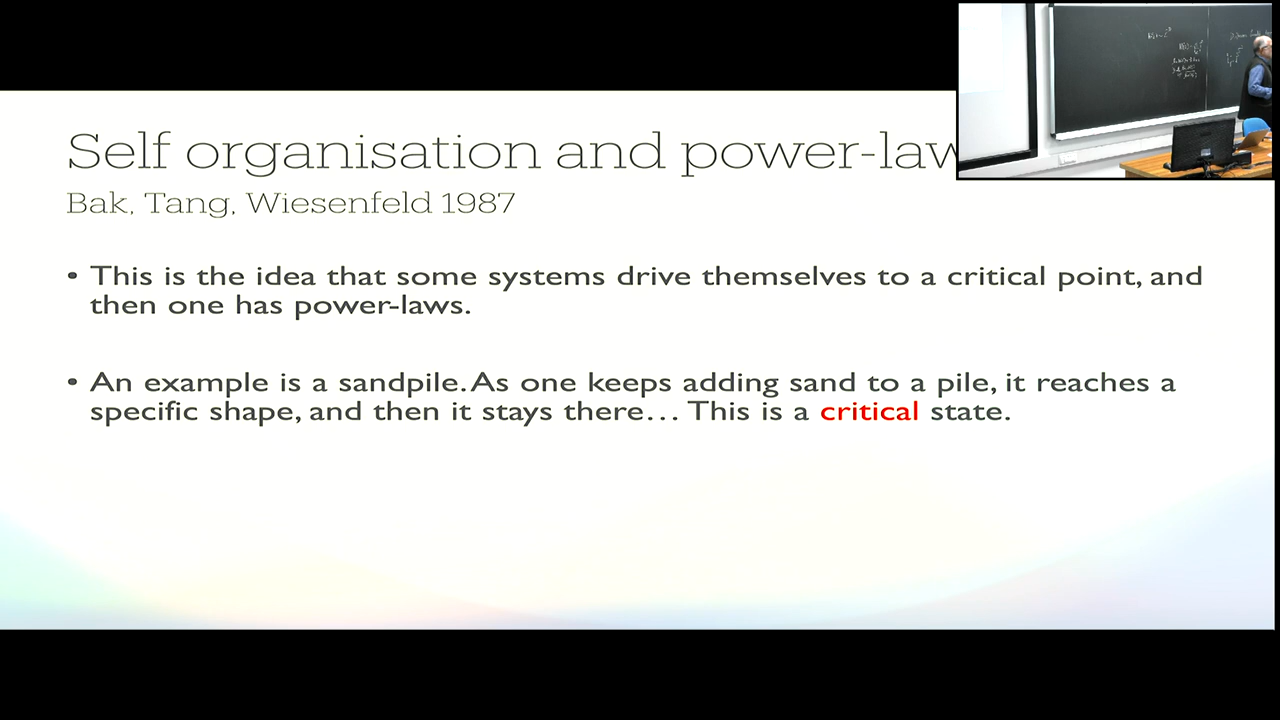 Self organisation and power-law
Bak, Tang, Wiesenfeld 1987
• This is the idea that some systems drive themselves to a critical point, and
then one has power-laws.
• An example is a sandpile. As one keeps adding sand to a pile, it reaches a
specific shape, and then it stays there... This is a critical state.